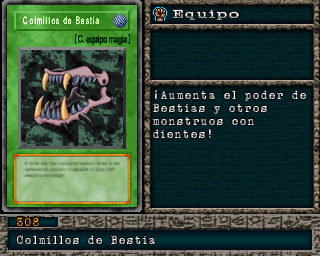 Colmillos de Bestia
[C. equipo magia]
Equipo
¡Aumenta el poder de
Bestias y otros
monstruos con
dientes!
308
Colmillos de Bestia